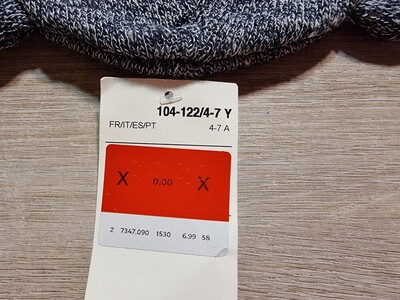 104-122/4-7 Y
FR/IT/ES/PT 4-7 A
X 0,00 X
2 7347.090 1530 6.99 58